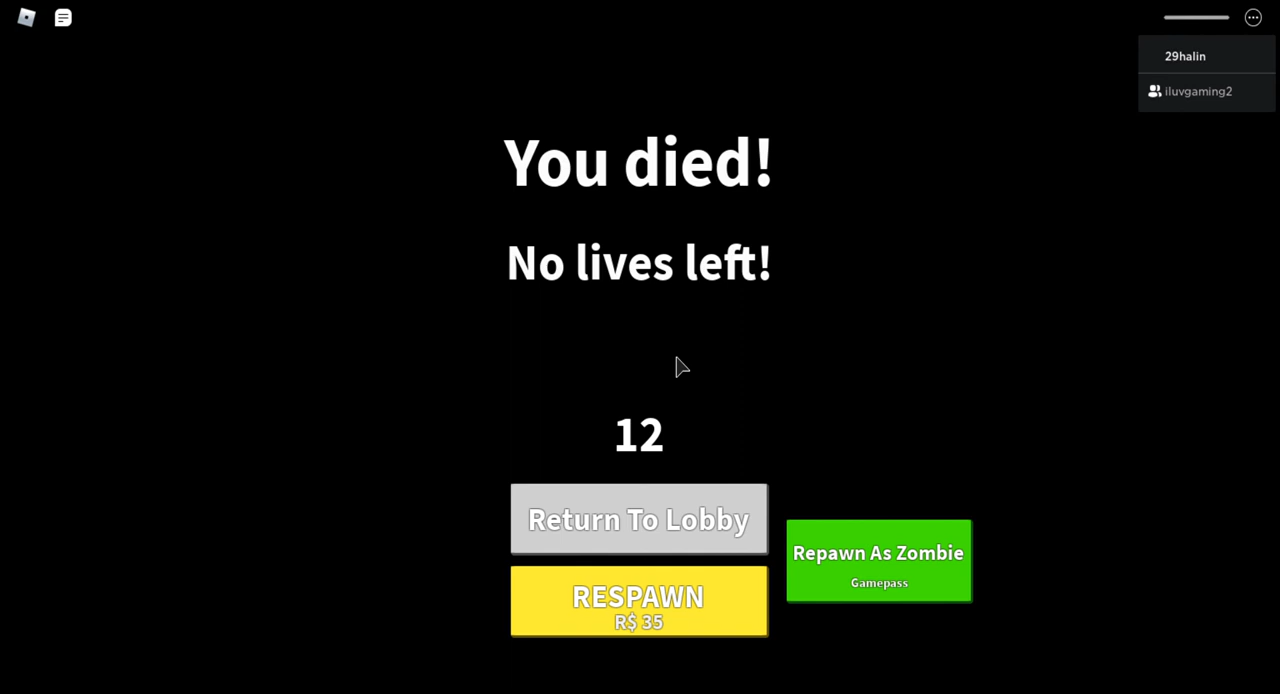 29halin
iluvgaming2
You died!
No lives left!
12
Return To Lobby
RESPAWN
R$ 35
Repawn As Zombie
Gamepass